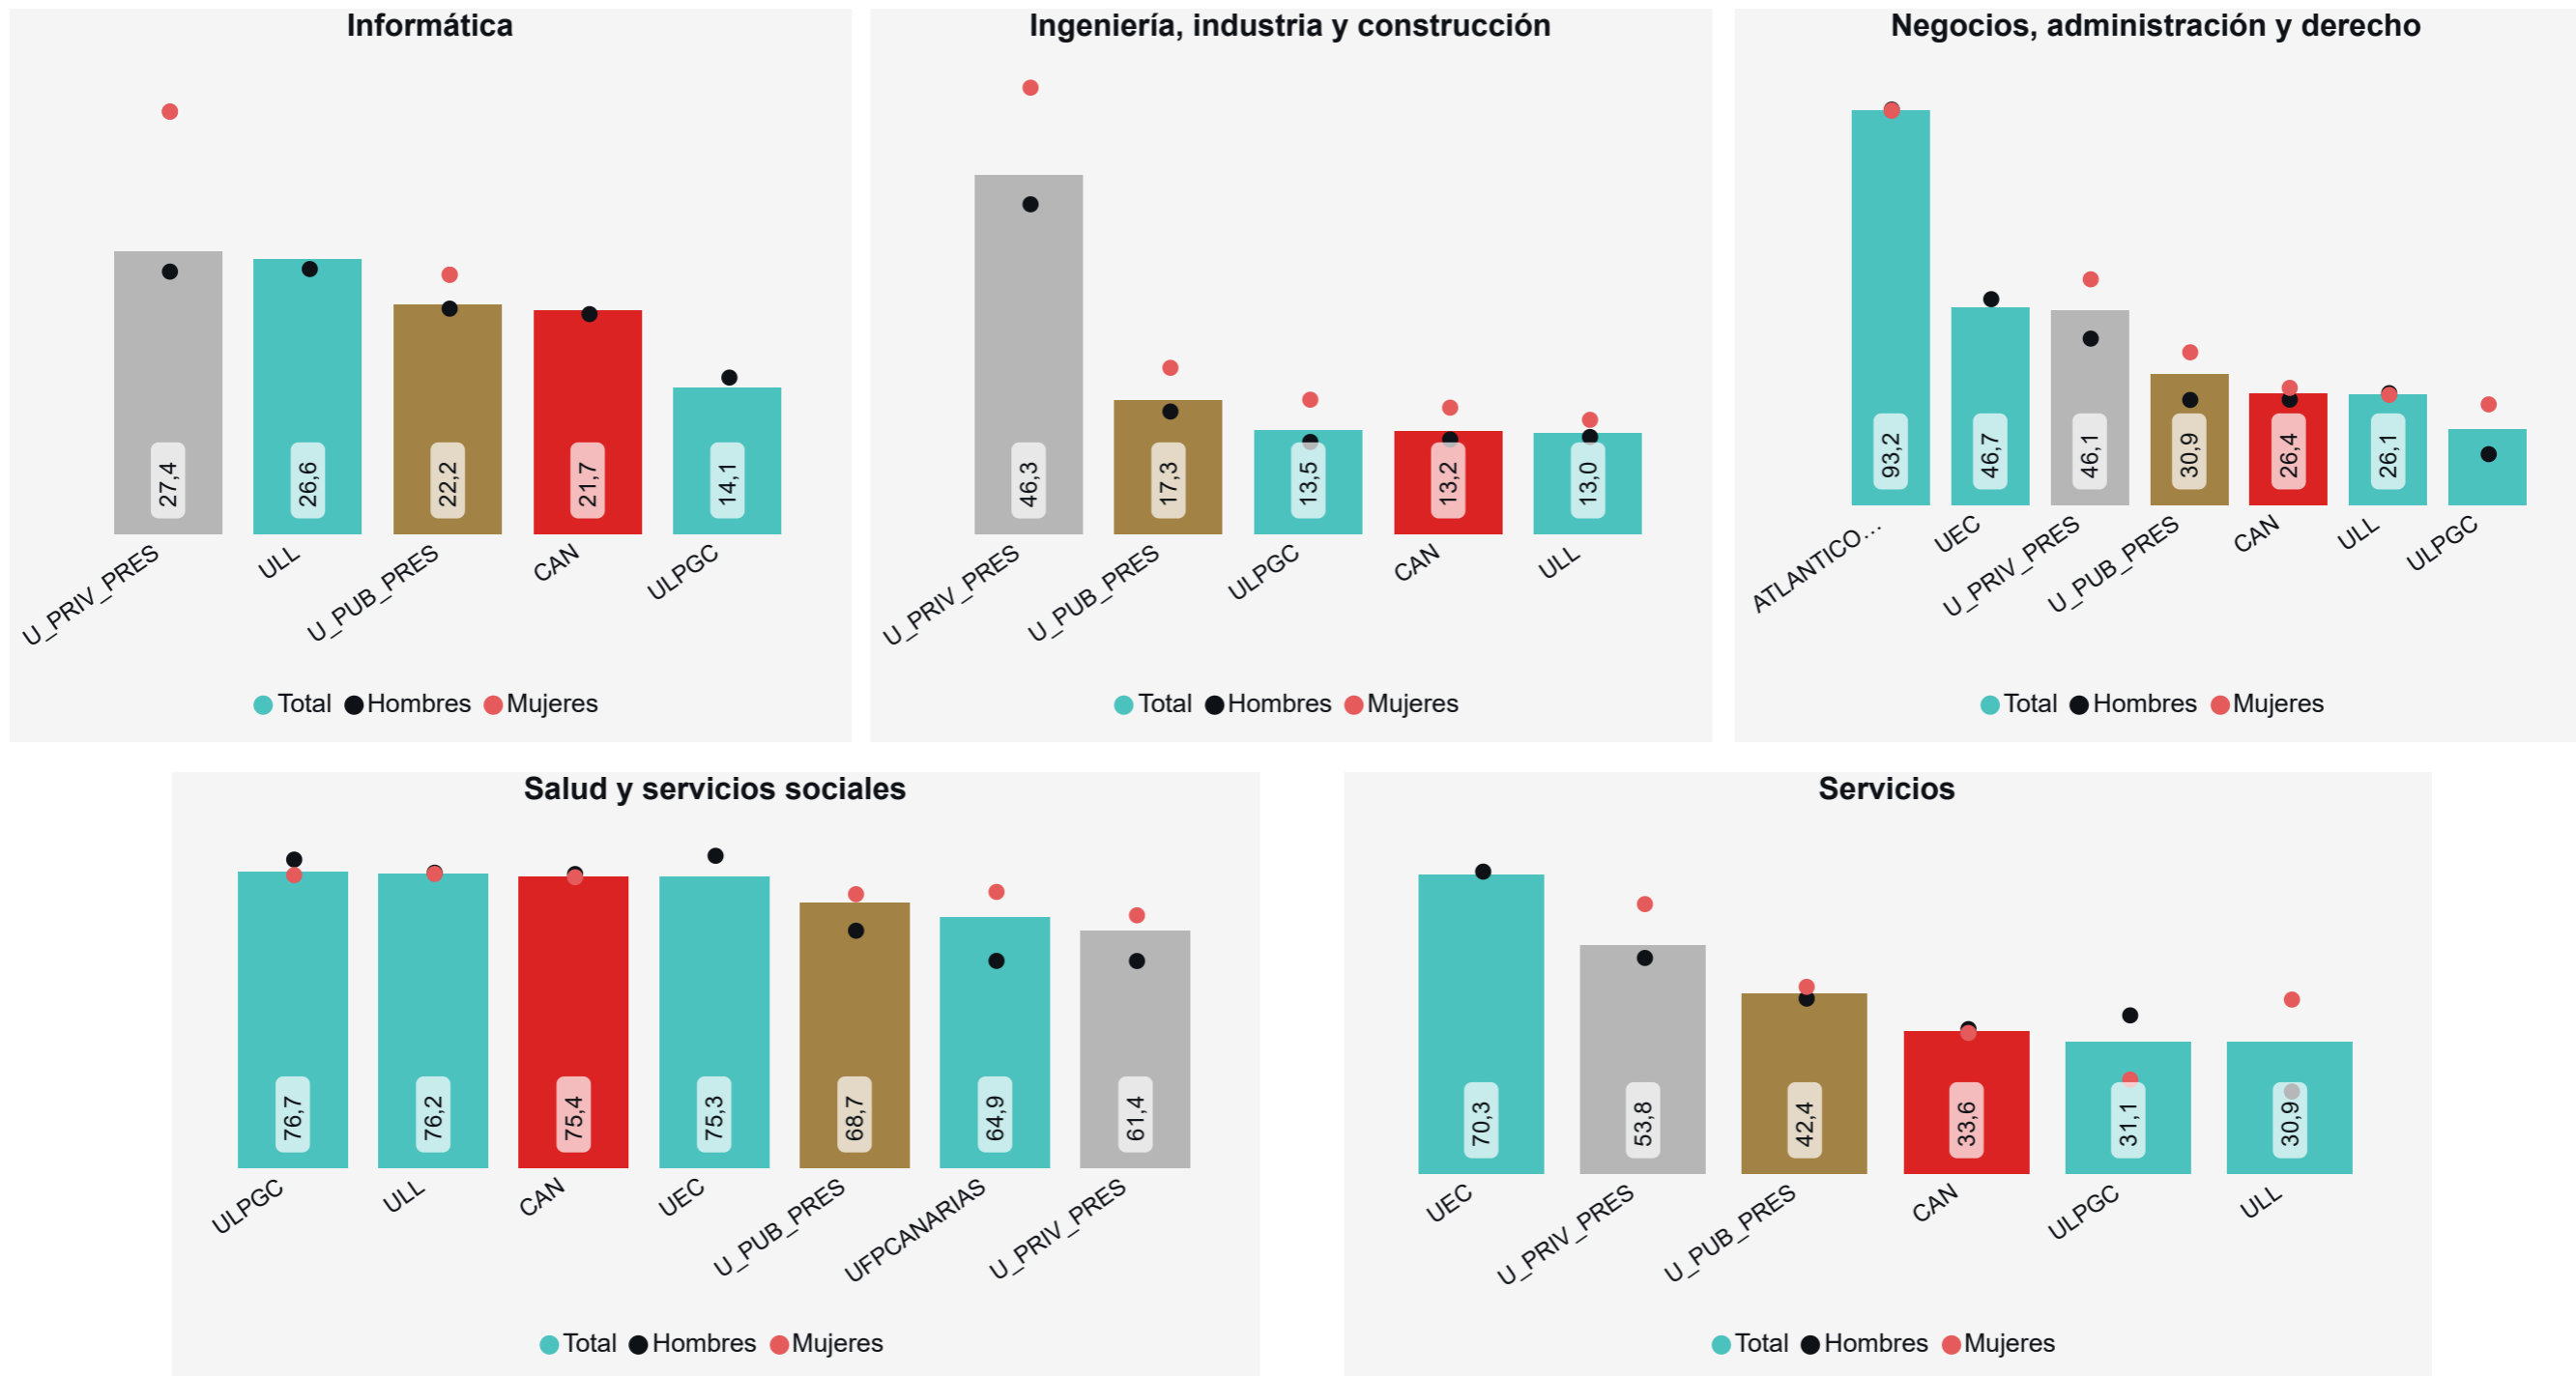 Informática
27,4
26,6
22,2
21,7
14,1
U_PRIV_PRES
ULL
U_PUB_PRES
CAN
ULPGC
Total Hombres Mujeres
Ingeniería, industria y construcción
46,3
17,3
13,5
13,2
13,0
U_PRIV_PRES
U_PUB_PRES
ULPGC
CAN
ULL
Total Hombres Mujeres
Negocios, administración y derecho
93,2
46,7
46,1
30,9
26,4
26,1
ATLANTICO...
UEC
U_PRIV_PRES
U_PUB_PRES
CAN
ULL
ULPGC
Total Hombres Mujeres
Salud y servicios sociales
76,7
76,2
75,4
75,3
68,7
64,9
61,4
ULPGC
ULL
CAN
UEC
U_PUB_PRES
UFPCANARIAS
U_PRIV_PRES
Total Hombres Mujeres
Servicios
70,3
53,8
42,4
33,6
31,1
30,9
UEC
U_PRIV_PRES
U_PUB_PRES
CAN
ULPGC
ULL
Total Hombres Mujeres